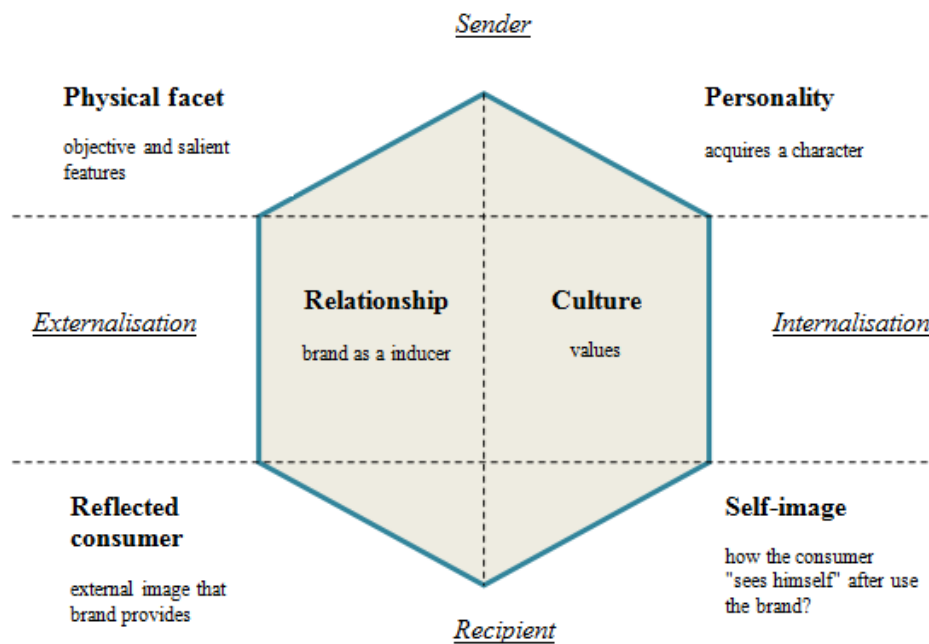 Sender
Physical facet
Personality
objective and salient
features
acquires a character
Relationship
Culture
Externalisation
Internalisation
brand as a inducer
values
Reflected
consumer
Self-image
external image that
brand provides
how the consumer
"sees himself" after use
the brand?
Recipient